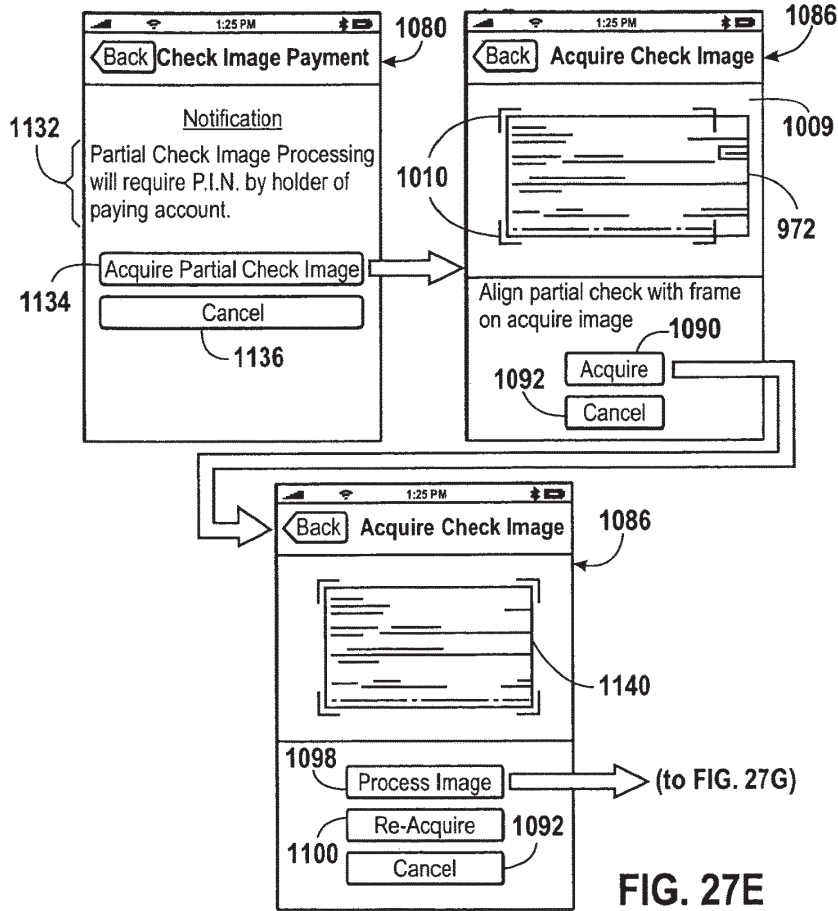 1:25 PM
Back Check Image Payment
1080
Notification
1132
Partial Check Image Processing
will require P.I.N. by holder of
paying account.
Acquire Partial Check Image
1134
Cancel
1136
1:25 PM
1086
Back Acquire Check Image
1009
1010
972
Align partial check with frame
on acquire image
1090
Acquire
1092
Cancel
1:25 PM
Back Acquire Check Image
1086
1140
1098
Process Image
(to FIG. 27G)
Re-Acquire
1100
1092
Cancel
FIG. 27E